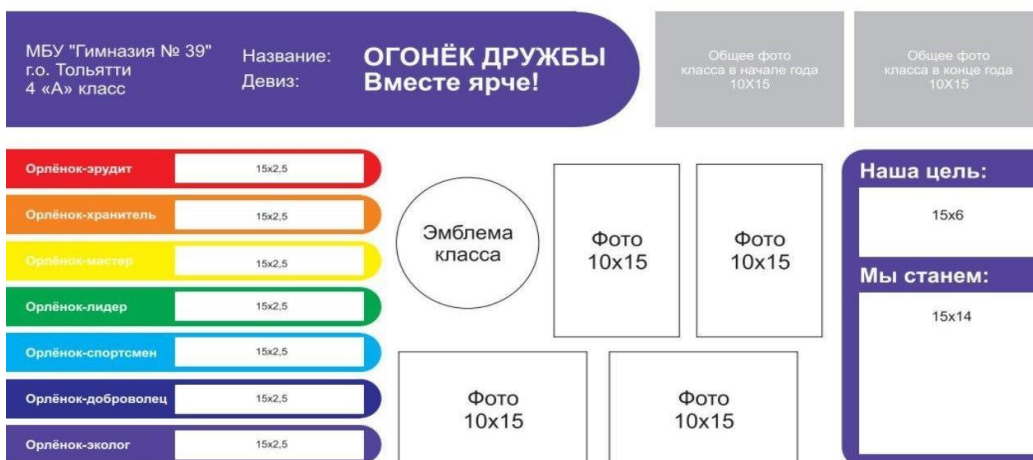 МБУ "Гимназия № 39"
г.о. Тольятти
4 «А» класс
Название:
Девиз:
ОГОНЁК ДРУЖБЫ
Вместе ярче!
Общее фото
класса в начале года
10Х15
Общее фото
класса в конце года
10Х15
Орлёнок-эрудит
15х2,5
Орлёнок-хранитель
15х2,5
Орлёнок-мастер
15х2,5
Орлёнок-лидер
15х2,5
Орлёнок-спортсмен
15х2,5
Орлёнок-доброволец
15х2,5
Орлёнок-эколог
15х2,5
Эмблема
класса
Фото
10х15
Фото
10х15
Фото
10х15
Фото
10х15
Наша цель:
15х6
Мы станем:
15х14